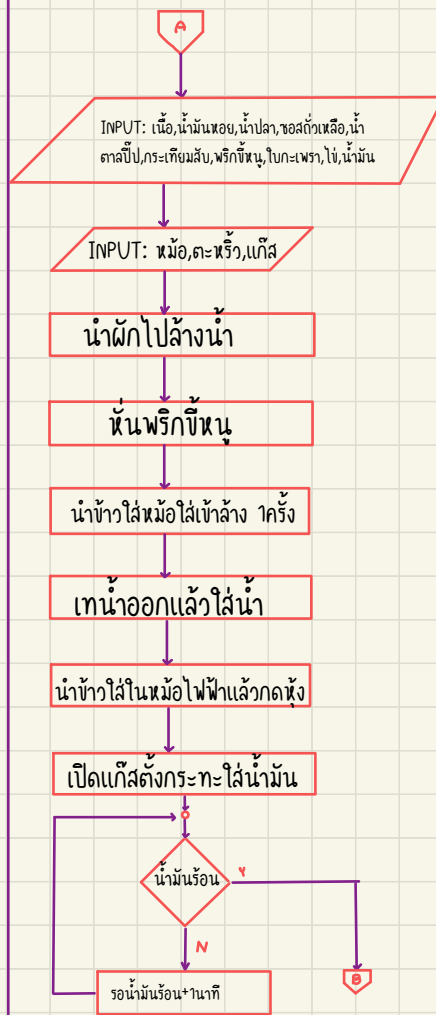 A
INPUT: เนื้อ,น้ำมันหอย,น้ำปลา,ซอสถั่วเหลือ,น้ำ
ตาลปี๊ป,กระเทียมสับ,พริกขี้หนู,ใบกะเพรา,ไข่,น้ำมัน
INPUT: หม้อ,ตะหริ้ว,แก๊ส
นำผักไปล้างน้ำ
หั่นพริกขี้หนู
นำข้าวใส่หม้อใส่เข้าล้าง 1ครั้ง
เทน้ำออกแล้วใส่น้ำ
นำข้าวใส่ในหม้อไฟฟ้าแล้วกดหุ้ง
เปิดแก๊สตั้งกระทะใส่น้ำมัน
น้ำมันร้อน
Y
N
B
รอน้ำมันร้อน+1นาที